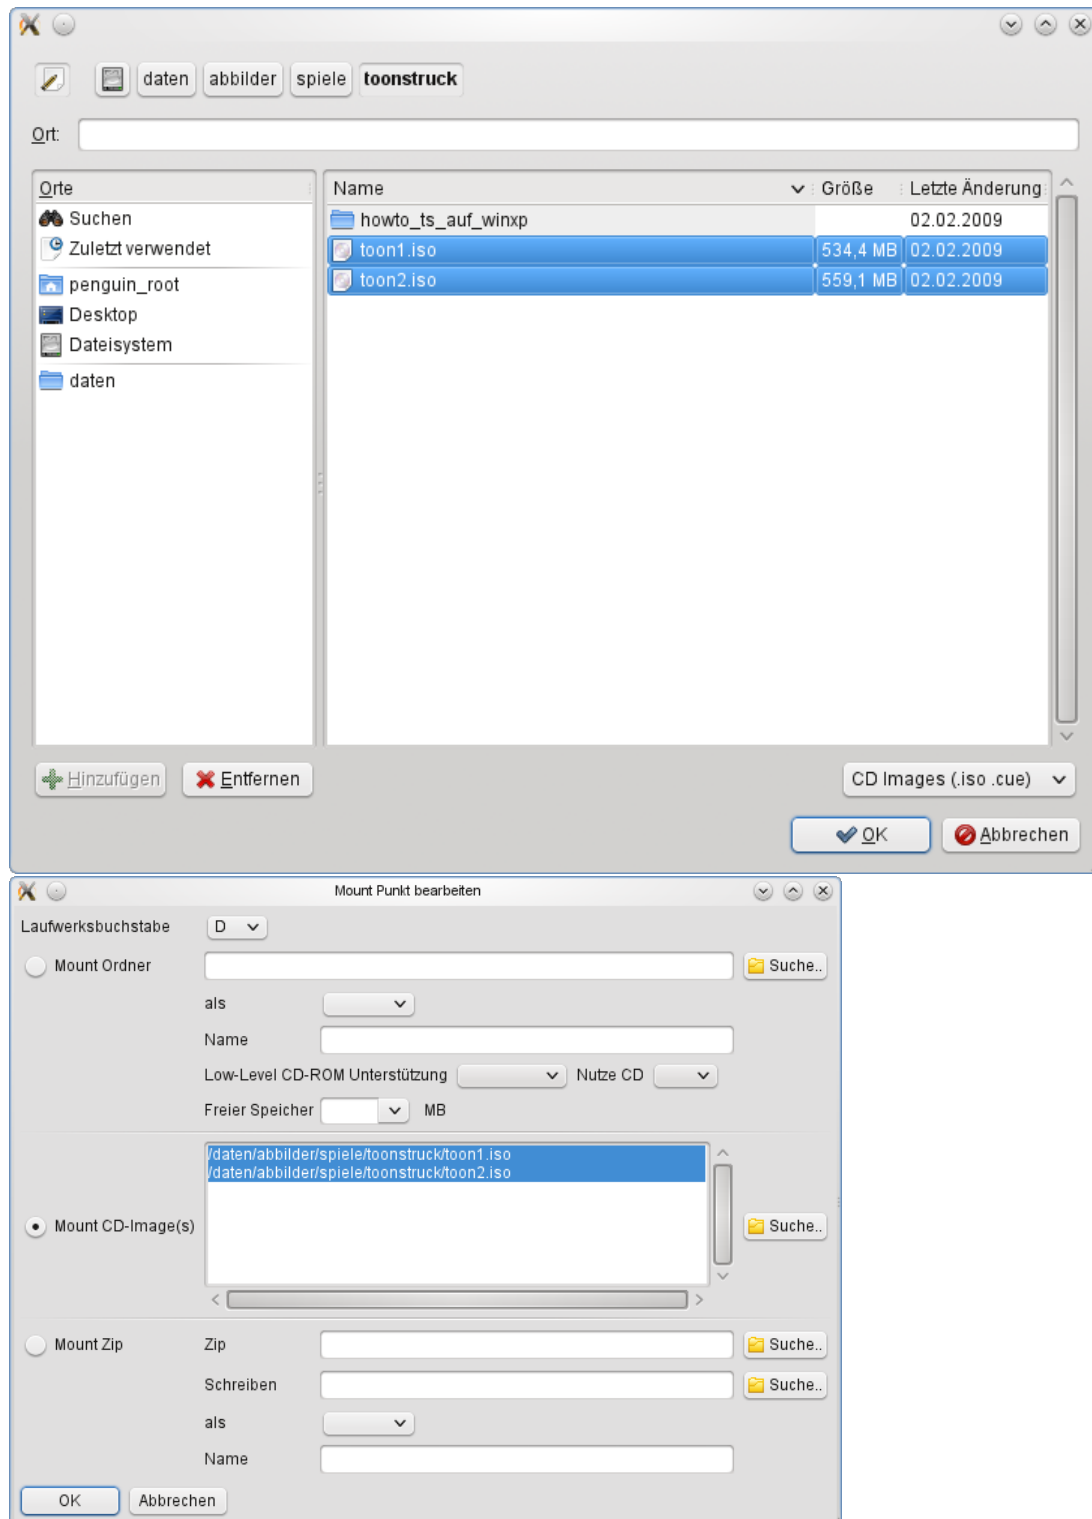 daten abbilder spiele toonstruck
Ort:
Orte
Suchen
Zuletzt verwendet
penguin_root
Desktop
Dateisystem
daten
Name Größe Letzte Änderung
howto_ts_auf_winxp 02.02.2009
toon1.iso 534,4 MB 02.02.2009
toon2.iso 559,1 MB 02.02.2009
Hinzufügen Entfernen CD Images (.iso .cue)
OK Abbrechen
Mount Punkt bearbeiten
Laufwerksbuchstabe D
Mount Ordner Suche..
als
Name
Low-Level CD-ROM Unterstützung Nutze CD
Freier Speicher MB
/daten/abbilder/spiele/toonstruck/toon1.iso
/daten/abbilder/spiele/toonstruck/toon2.iso
Mount CD-Image(s) Suche..
Mount Zip Zip Suche..
Schreiben Suche..
als
Name
OK Abbrechen